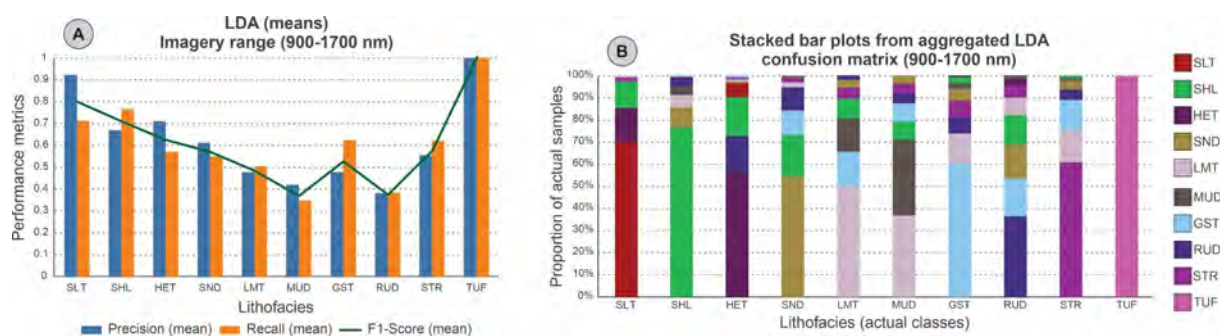 A
LDA (means)
Imagery range (900-1700 nm)
Performance metrics
1
0.9
0.8
0.7
0.6
0.5
0.4
0.3
0.2
0.1
0
SLT SHL HET SND LMT MUD GST RUD STR TUF
Lithofacies
Precision (mean) Recall (mean) F1-Score (mean)
B
Stacked bar plots from aggregated LDA
confusion matrix (900-1700 nm)
Proportion of actual samples
100%
90%
80%
70%
60%
50%
40%
30%
20%
10%
0%
SLT SHL HET SND LMT MUD GST RUD STR TUF
Lithofacies (actual classes)
SLT
SHL
HET
SND
LMT
MUD
GST
RUD
STR
TUF